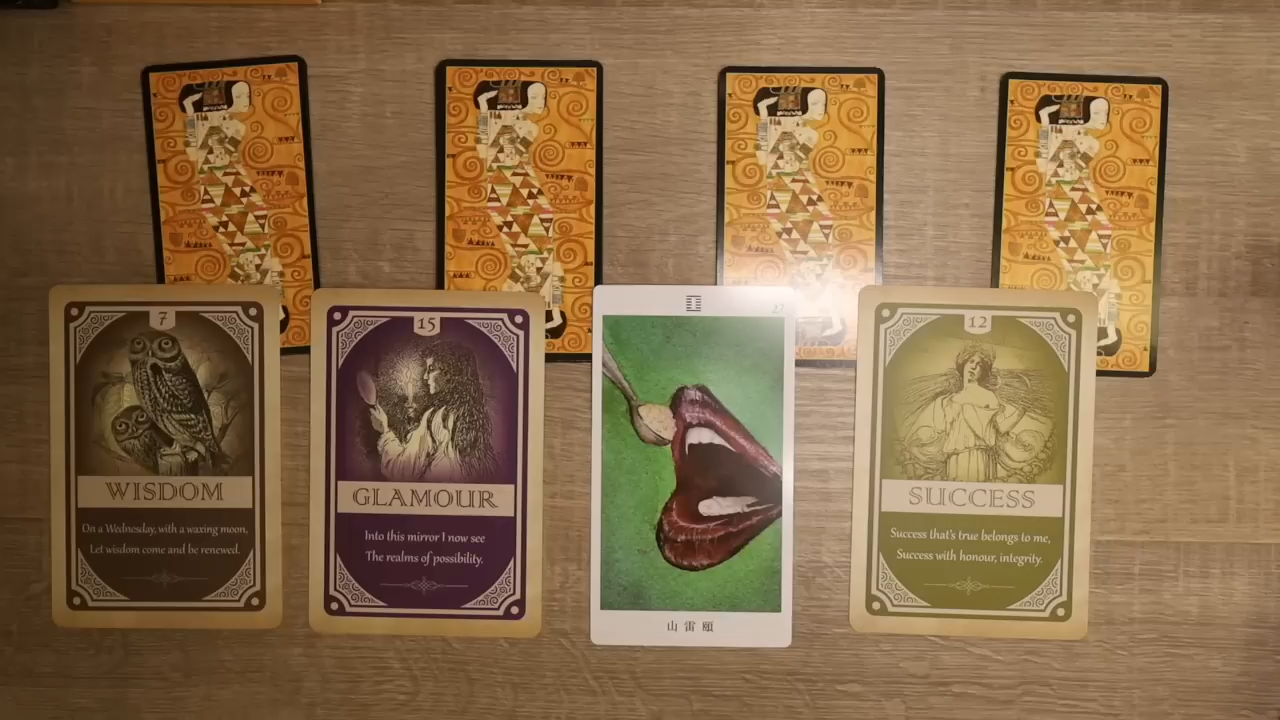 7
WISDOM
On a Wednesday, with a waxing moon,
Let wisdom come and be renewed.
15
GLAMOUR
Into this mirror I now see
The realms of possibility.
27
山雷頤
12
SUCCESS
Success that's true belongs to me,
Success with honour, integrity.